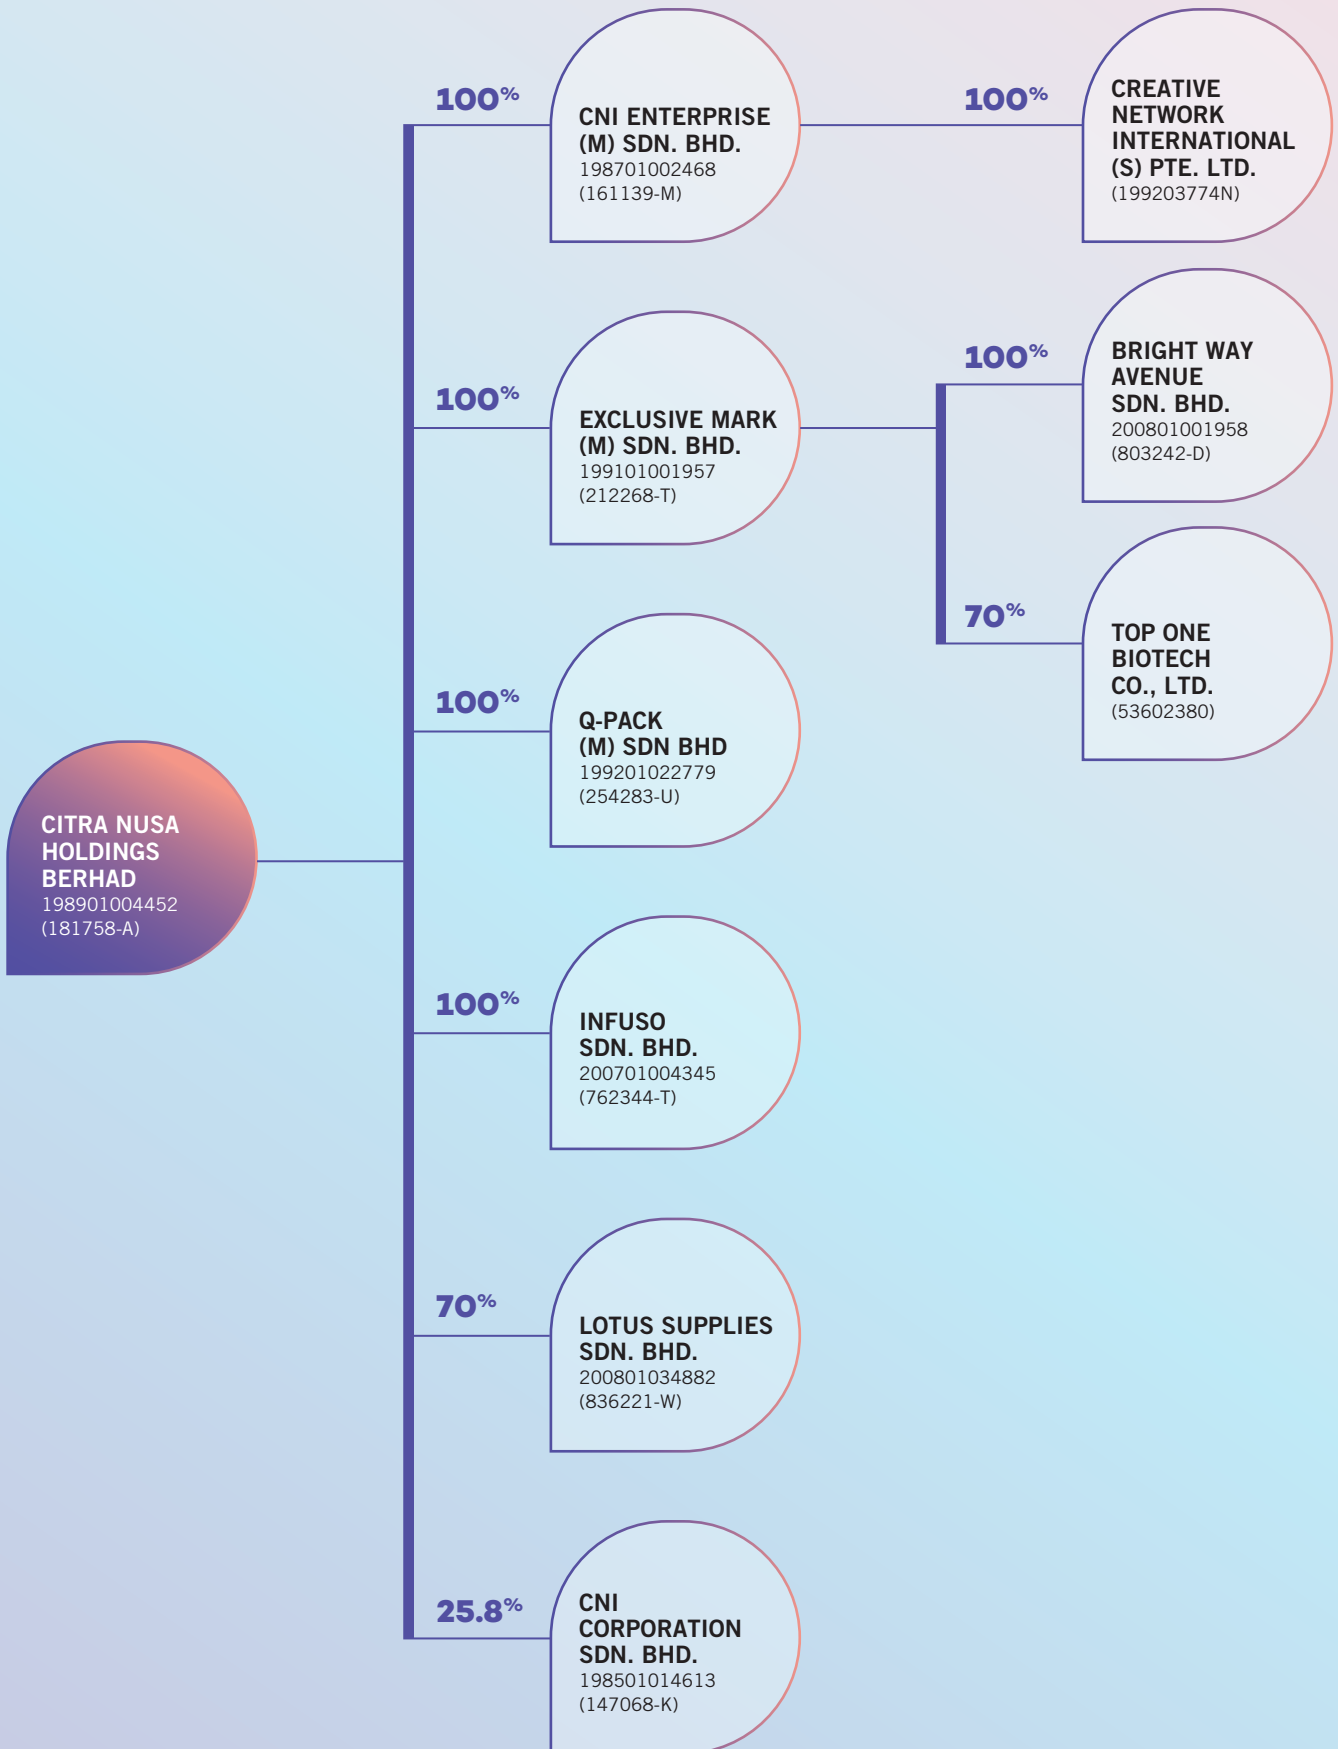 CITRA NUSA
HOLDINGS
BERHAD
198901004452
(181758-A)
100%
CNI ENTERPRISE
(M) SDN. BHD.
198701002468
(161139-M)
100%
CREATIVE
NETWORK
INTERNATIONAL
(S) PTE. LTD.
(199203774N)
100%
EXCLUSIVE MARK
(M) SDN. BHD.
199101001957
(212268-T)
100%
BRIGHT WAY
AVENUE
SDN. BHD.
200801001958
(803242-D)
70%
TOP ONE
BIOTECH
CO., LTD.
(53602380)
100%
Q-PACK
(M) SDN BHD
199201022779
(254283-U)
100%
INFUSO
SDN. BHD.
200701004345
(762344-T)
70%
LOTUS SUPPLIES
SDN. BHD.
200801034882
(836221-W)
25.8%
CNI
CORPORATION
SDN. BHD.
198501014613
(147068-K)